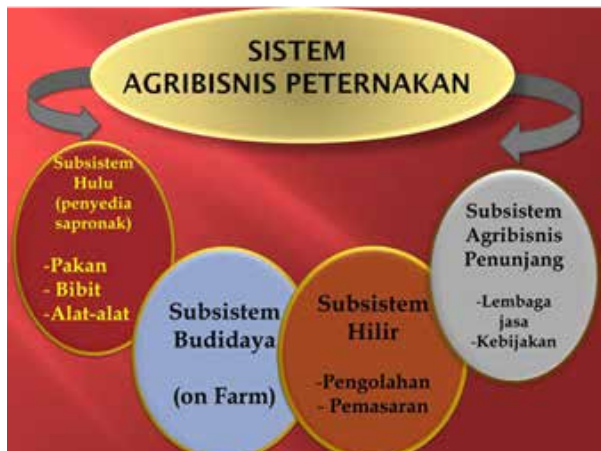 SISTEM
AGRIBISNIS PETERNAKAN
Subsistem
Hulu
(penyedia
sapronak)
-Pakan
- Bibit
-Alat-alat
Subsistem
Budidaya
(on Farm)
Subsistem
Hilir
-Pengolahan
- Pemasaran
Subsistem
Agribisnis
Penunjang
-Lembaga
jasa
-Kebijakan